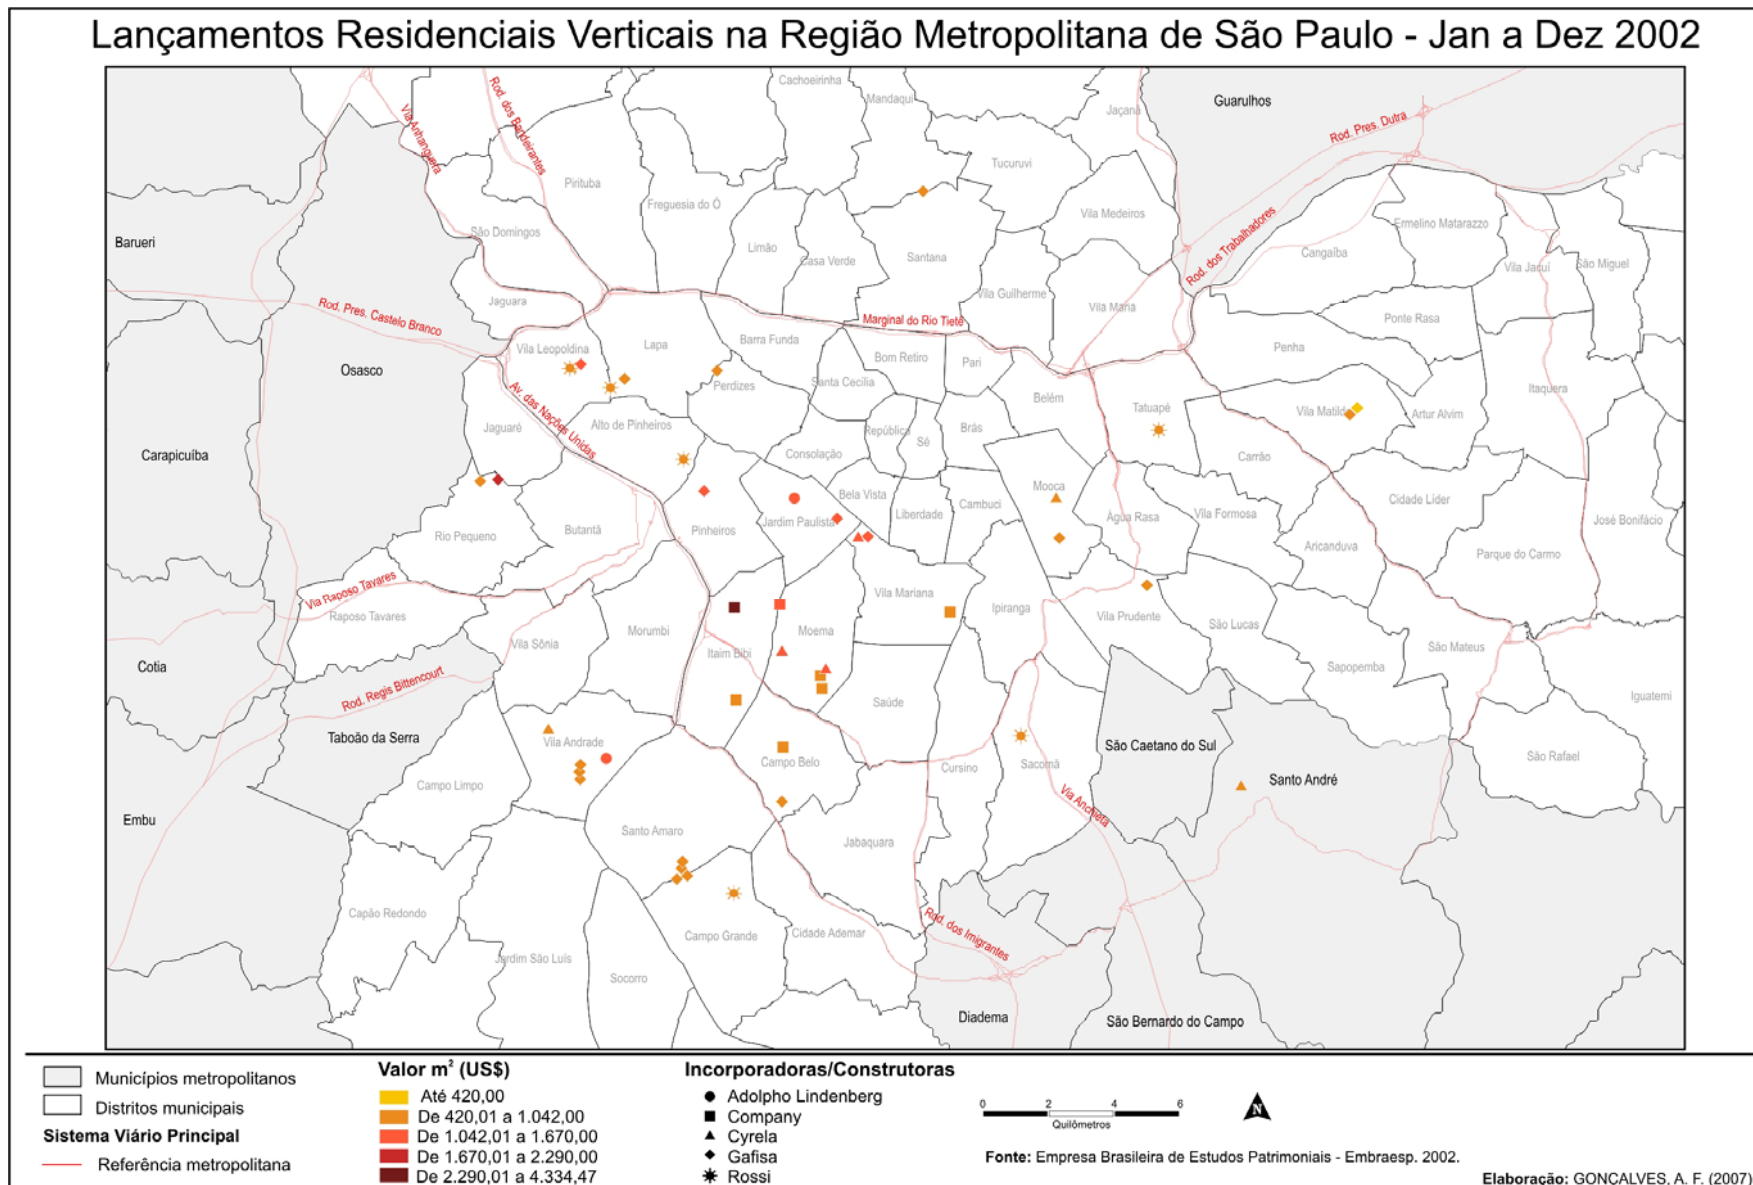 Lançamentos Residenciais Verticais na Região Metropolitana de São Paulo - Jan a Dez 2002
Cachoeirinha
Mandaqui
Jaçanã
Guarulhos
Rod. Pres. Dutra
Via Anhanguera
Rod. dos Bandeirantes
Pirituba
Freguesia do Ó
Tucuruvi
Vila Medeiros
Ermelino Matarazzo
São Domingos
Limão
Casa Verde
Santana
Rod. dos Trabalhadores
Cangaíba
Vila Jacuí
São Miguel
Barueri
Jaguara
Vila Guilherme
Vila Maria
Rod. Pres. Castelo Branco
Marginal do Rio Tietê
Ponte Rasa
Vila Leopoldina
Lapa
Barra Funda
Bom Retiro
Pari
Penha
Osasco
Perdizes
Santa Cecília
Belém
Itaquera
Av. das Nações Unidas
Tatuapé
Vila Matild
Artur Alvim
Jaguaré
Alto de Pinheiros
República
Sé
Brás
Carapicuíba
Consolação
Carrão
Mooca
Bela Vista
Cidade Líder
Rio Pequeno
Butantã
Pinheiros
Jardim Paulista
Liberdade
Cambuci
Água Rasa
Vila Formosa
José Bonifácio
Aricanduva
Parque do Carmo
Via Raposo Tavares
Raposo Tavares
Vila Mariana
Ipiranga
Vila Prudente
São Lucas
Vila Sônia
Morumbi
Moema
Itaim Bibi
São Mateus
Cotia
Sapopemba
Rod. Regis Bittencourt
Saúde
Iguatemi
Taboão da Serra
Vila Andrade
São Caetano do Sul
São Rafael
Campo Limpo
Campo Belo
Cursino
Sacomã
Santo André
Via Anchieta
Embu
Santo Amaro
Jabaquara
Capão Redondo
Campo Grande
Cidade Ademar
Rod. dos Imigrantes
Jardim São Luís
Socorro
Diadema
São Bernardo do Campo
Municípios metropolitanos
Distritos municipais
Sistema Viário Principal
Referência metropolitana
Valor m² (US$)
Até 420,00
De 420,01 a 1.042,00
De 1.042,01 a 1.670,00
De 1.670,01 a 2.290,00
De 2.290,01 a 4.334,47
Incorporadoras/Construtoras
Adolpho Lindenberg
Company
Cyrela
Gafisa
Rossi
0 2 4 6
Quilômetros
N
Fonte: Empresa Brasileira de Estudos Patrimoniais - Embraesp. 2002.
Elaboração: GONÇALVES, A. F. (2007)